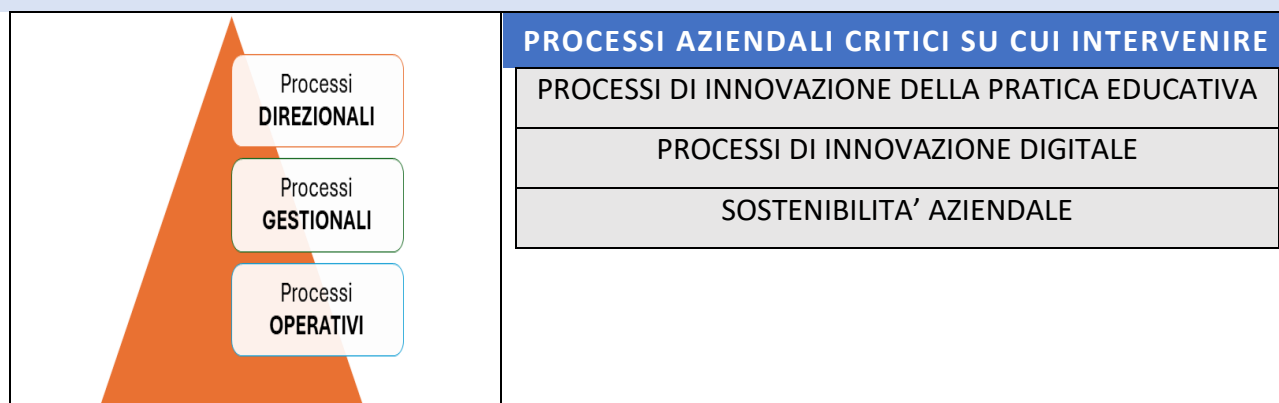 Processi
DIREZIONALI
Processi
GESTIONALI
Processi
OPERATIVI
PROCESSI AZIENDALI CRITICI SU CUI INTERVENIRE
PROCESSI DI INNOVAZIONE DELLA PRATICA EDUCATIVA
PROCESSI DI INNOVAZIONE DIGITALE
SOSTENIBILITA’ AZIENDALE